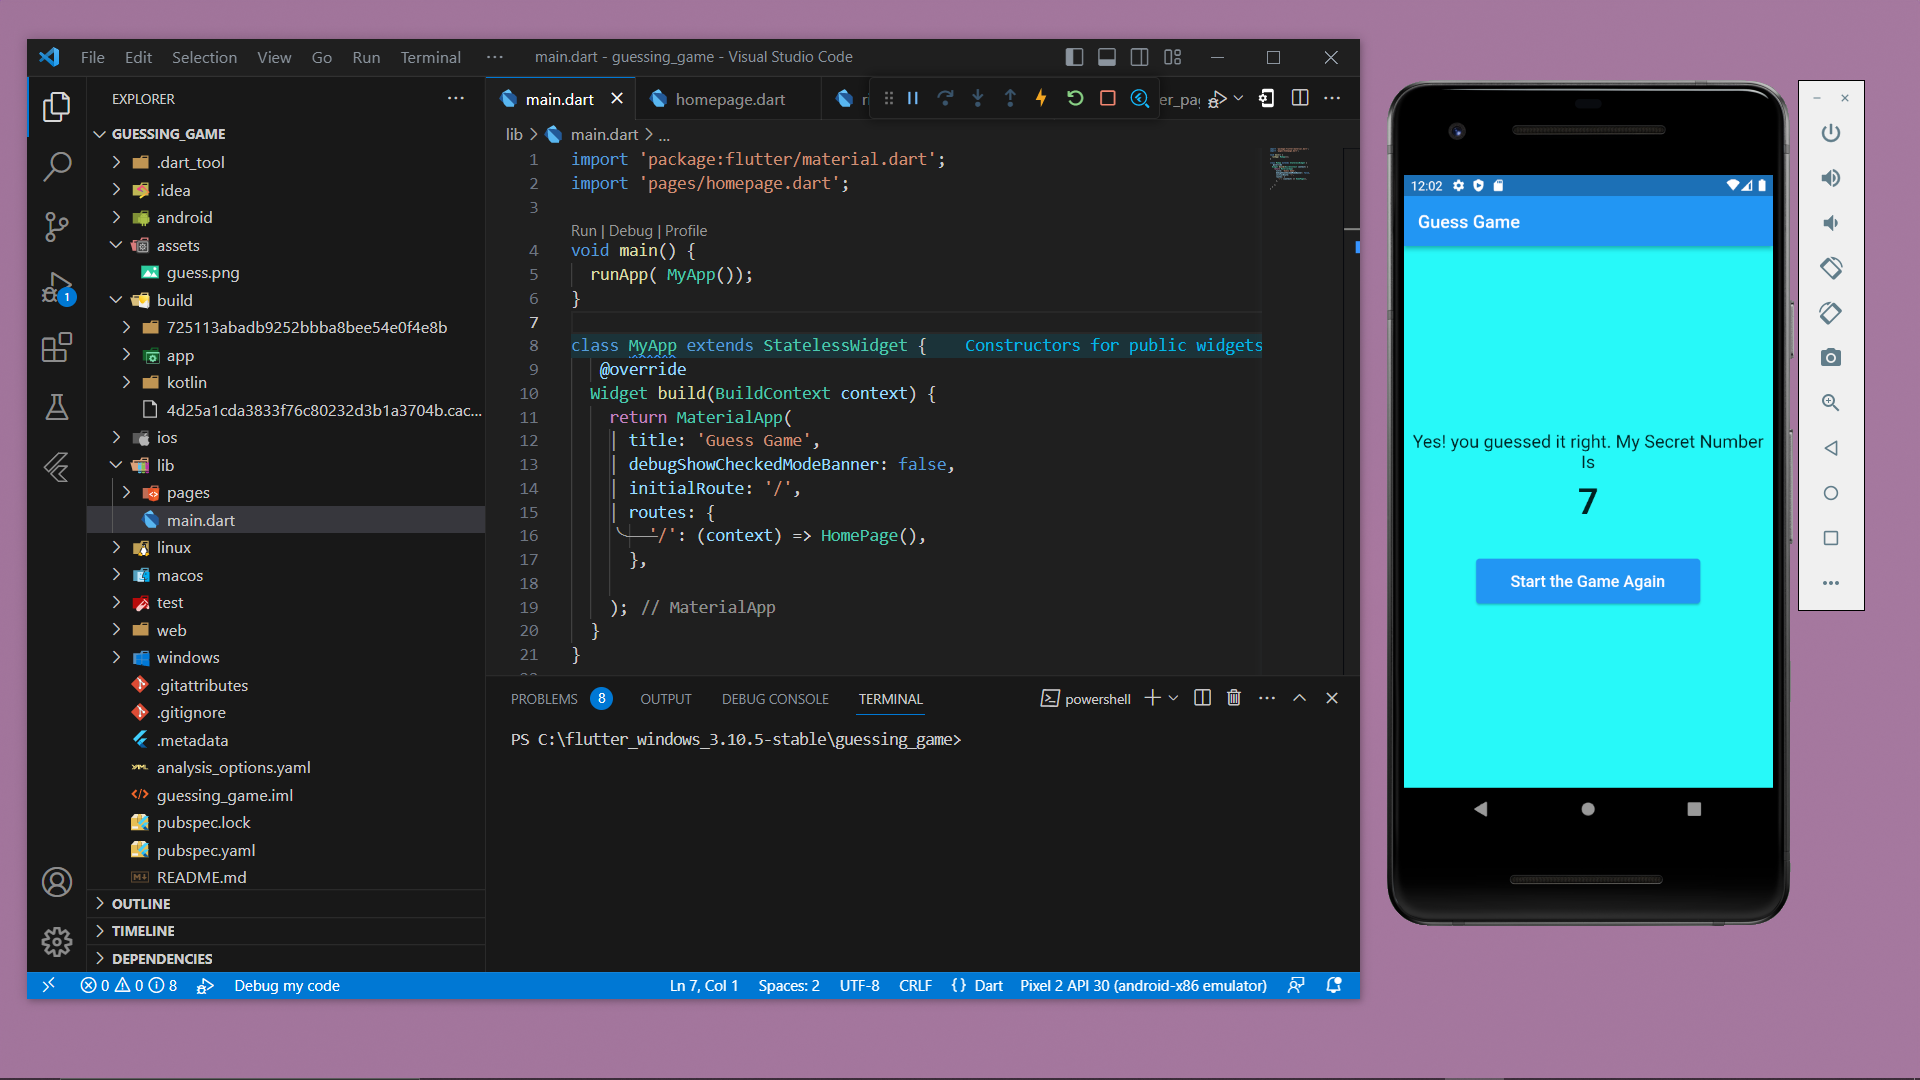 File Edit Selection View Go Run Terminal ···
main.dart - guessing_game - Visual Studio Code
EXPLORER
GUESSING_GAME
.dart_tool
.idea
android
assets
guess.png
build
725113abadb9252bbba8bee54e0f4e8b
app
kotlin
4d25a1cda3833f76c80232d3b1a3704b.cac...
ios
lib
pages
main.dart
linux
macos
test
web
windows
.gitattributes
.gitignore
.metadata
analysis_options.yaml
guessing_game.iml
pubspec.lock
pubspec.yaml
README.md
OUTLINE
TIMELINE
DEPENDENCIES
1
main.dart
homepage.dart
er_pa
lib > main.dart > ...
1 import 'package:flutter/material.dart';
2 import 'pages/homepage.dart';
3
Run | Debug | Profile
4 void main() {
5 runApp( MyApp());
6 }
7
8 class MyApp extends StatelessWidget { Constructors for public widgets
9 @override
10 Widget build(BuildContext context) {
11 return MaterialApp(
12 title: 'Guess Game',
13 debugShowCheckedModeBanner: false,
14 initialRoute: '/',
15 routes: {
16 '/': (context) => HomePage(),
17 },
18
19 ); // MaterialApp
20 }
21 }
PROBLEMS 8 OUTPUT DEBUG CONSOLE TERMINAL
powershell
PS C:\flutter_windows_3.10.5-stable\guessing_game>
0 0 8 Debug my code
Ln 7, Col 1 Spaces: 2 UTF-8 CRLF {} Dart Pixel 2 API 30 (android-x86 emulator)
12:02
Guess Game
Yes! you guessed it right. My Secret Number
Is
7
Start the Game Again